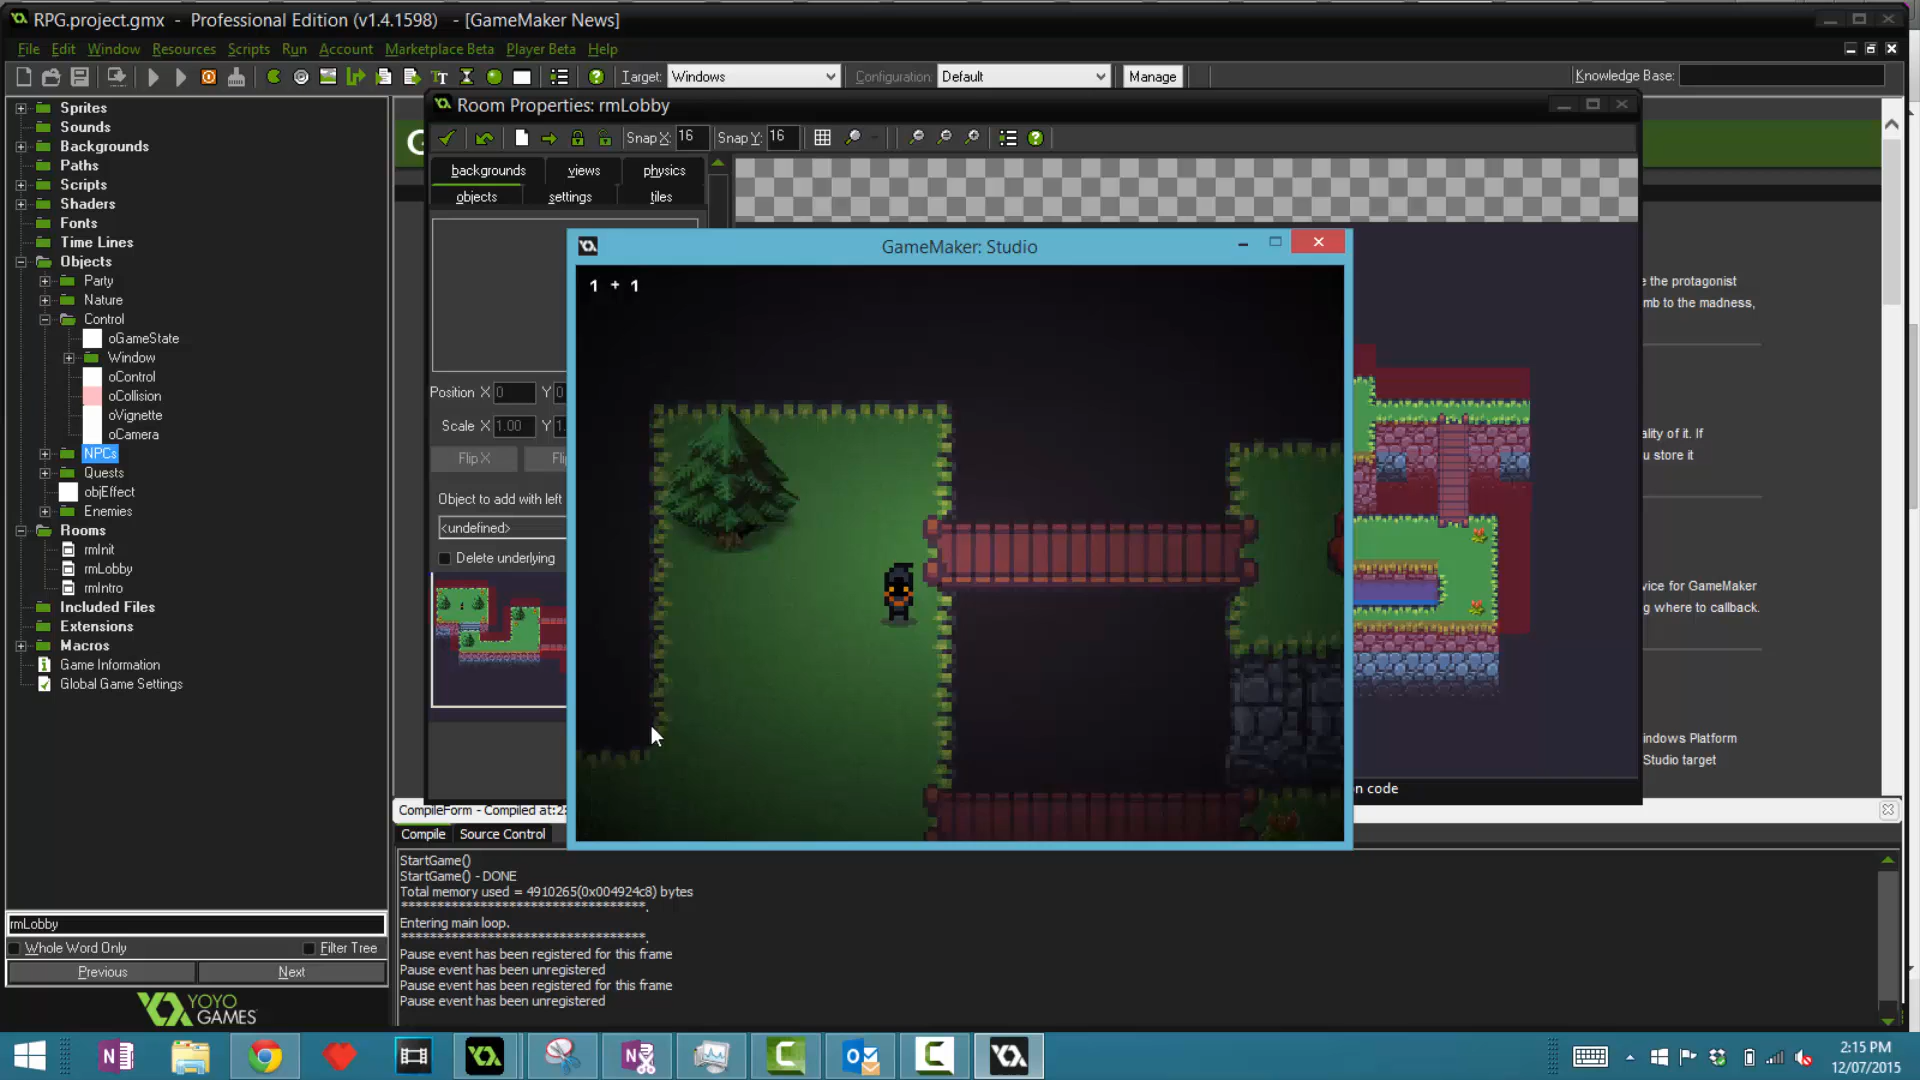 RPG.project.gmx - Professional Edition (v1.4.1598) - [GameMaker News]
File Edit Window Resources Scripts Run Account Marketplace Beta Player Beta Help
Target: Windows Configuration: Default Manage Knowledge Base:
Sprites
Sounds
Backgrounds
Paths
Scripts
Shaders
Fonts
Time Lines
Objects
Party
Nature
Control
oGameState
Window
oControl
oCollision
oVignette
oCamera
NPCs
Quests
objEffect
Enemies
Rooms
rmInit
rmLobby
rmIntro
Included Files
Extensions
Macros
Game Information
Global Game Settings
rmLobby
Whole Word Only Filter Tree
Previous Next
YOYO
GAMES
Room Properties: rmLobby
Snap X: 16 Snap Y: 16
backgrounds views physics
objects settings tiles
Position X 0 Y 0
Scale X 1.00 Y 1.
Flip X Flip
Object to add with left
<undefined>
Delete underlying
GameMaker: Studio
1 + 1
e the protagonist
mb to the madness,
ality of it. If
u store it
vice for GameMaker
g where to callback.
indows Platform
Studio target
n code
CompileForm - Compiled at:2
Compile Source Control
StartGame()
StartGame() - DONE
Total memory used = 4910265(0x004924c8) bytes
**********************************.
Entering main loop.
**********************************.
Pause event has been registered for this frame
Pause event has been unregistered
Pause event has been registered for this frame
Pause event has been unregistered
2:15 PM
12/07/2015